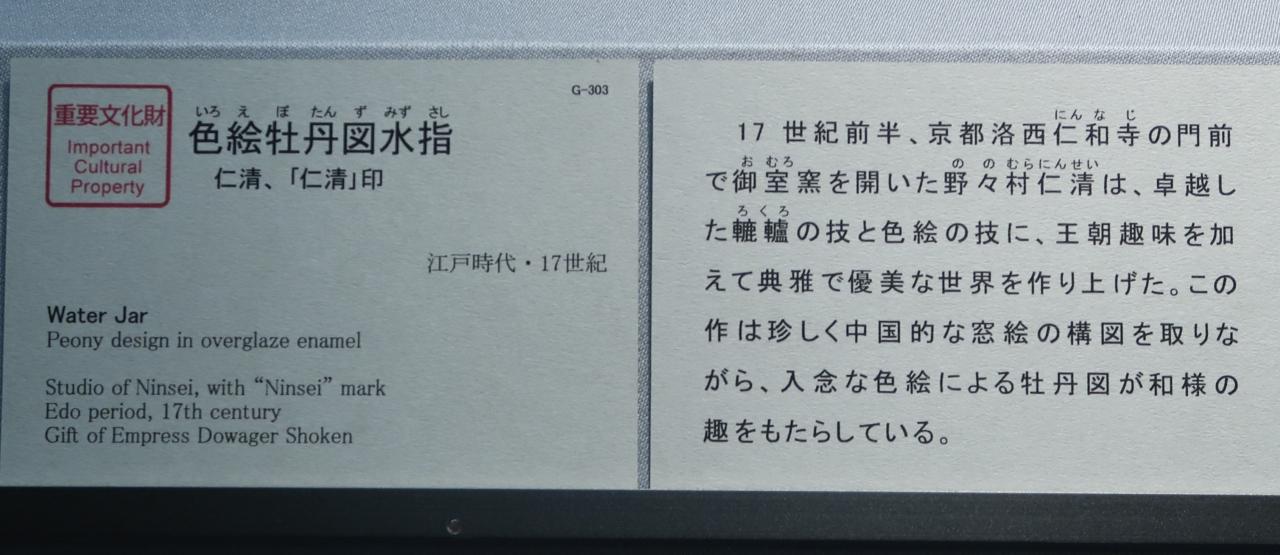 G-303
重要文化財
Important
Cultural
Property
いろ え ぼ たん ず みず さし
色絵牡丹図水指
仁清、「仁清」印
江戸時代・17世紀
Water Jar
Peony design in overglaze enamel
Studio of Ninsei, with “Ninsei” mark
Edo period, 17th century
Gift of Empress Dowager Shoken
にん な じ
17 世紀前半、京都洛西仁和寺の門前
お むろ の の むらにんせい
で御室窯を開いた野々村仁清は、卓越し
ろくろ
た轆轤の技と色絵の技に、王朝趣味を加
えて典雅で優美な世界を作り上げた。この
作は珍しく中国的な窓絵の構図を取りな
がら、入念な色絵による牡丹図が和様の
趣をもたらしている。